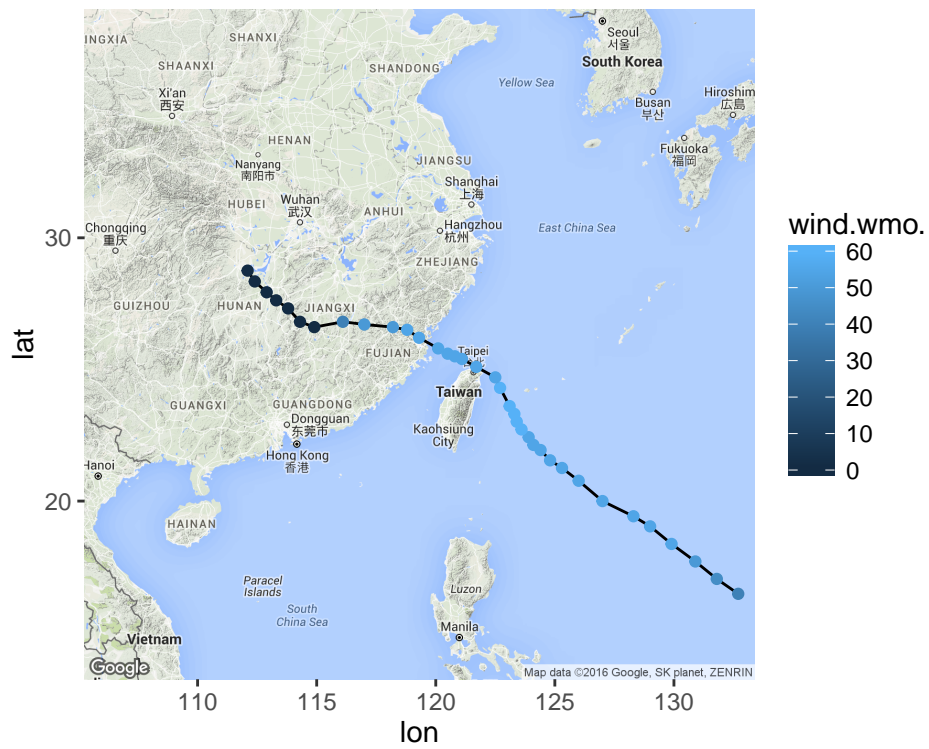 INGXIA
SHANXI
SHAANXI
SHANDONG
Xi'an
西安
HENAN
Nanyang
南阳市
JIANGSU
Shanghai
上海
HUBEI
Wuhan
武汉
ANHUI
Hangzhou
杭州
ZHEJIANG
Chongqing
重庆
GUIZHOU
HUNAN
JIANGXI
FUJIAN
Taipei
Taiwan
GUANGXI
GUANGDONG
Dongguan
东莞市
Kaohsiung
City
Hong Kong
香港
Hanoi
HAINAN
Yellow Sea
Seoul
서울
South Korea
Busan
부산
Hiroshim
広島
Fukuoka
福岡
East China Sea
Paracel
Islands
South
China Sea
Luzon
Manila
Vietnam
Google
Map data ©2016 Google, SK planet, ZENRIN
lat
30
20
110
115
120
125
130
lon
wind.wmo.
60
50
40
30
20
10
0